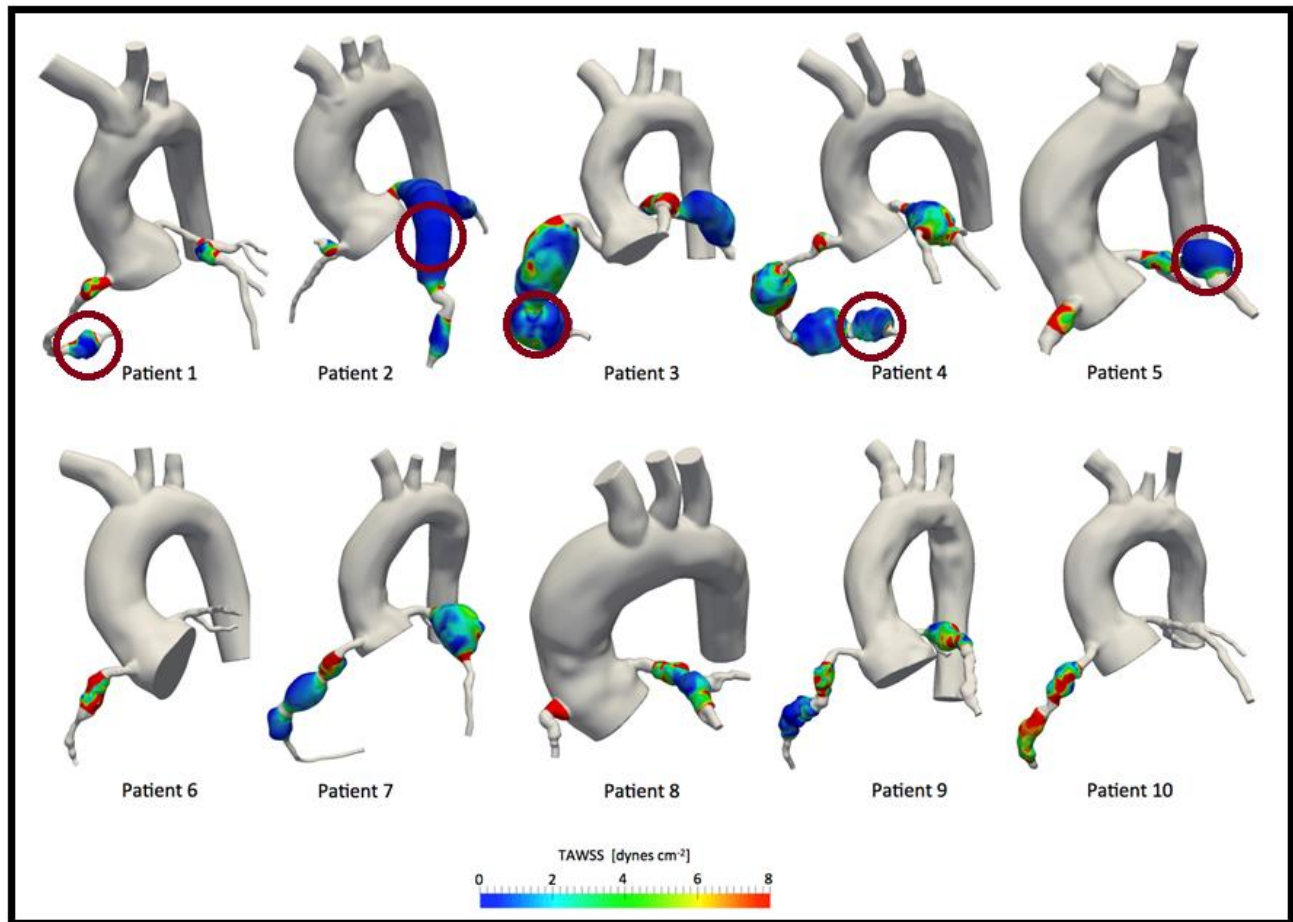 Patient 1
Patient 2
Patient 3
Patient 4
Patient 5
Patient 6
Patient 7
Patient 8
Patient 9
Patient 10
TAWSS [dynes cm⁻²]
0 2 4 6 8